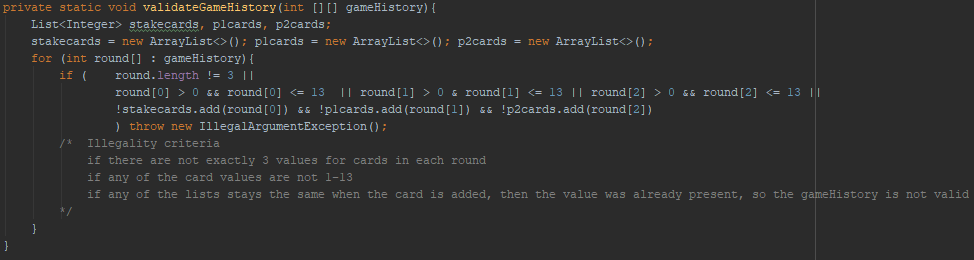 private static void validateGameHistory(int [][] gameHistory){
    List<Integer> stakecards, p1cards, p2cards;
    stakecards = new ArrayList<>(); p1cards = new ArrayList<>(); p2cards = new ArrayList<>();
    for (int round[] : gameHistory){
        if (    round.length != 3 ||
                round[0] > 0 && round[0] <= 13  || round[1] > 0 & round[1] <= 13 || round[2] > 0 && round[2] <= 13 ||
                !stakecards.add(round[0]) && !p1cards.add(round[1]) && !p2cards.add(round[2])
                ) throw new IllegalArgumentException();
        /*  Illegality criteria
            if there are not exactly 3 values for cards in each round
            if any of the card values are not 1-13
            if any of the lists stays the same when the card is added, then the value was already present, so the gameHistory is not valid
        */
    }
}